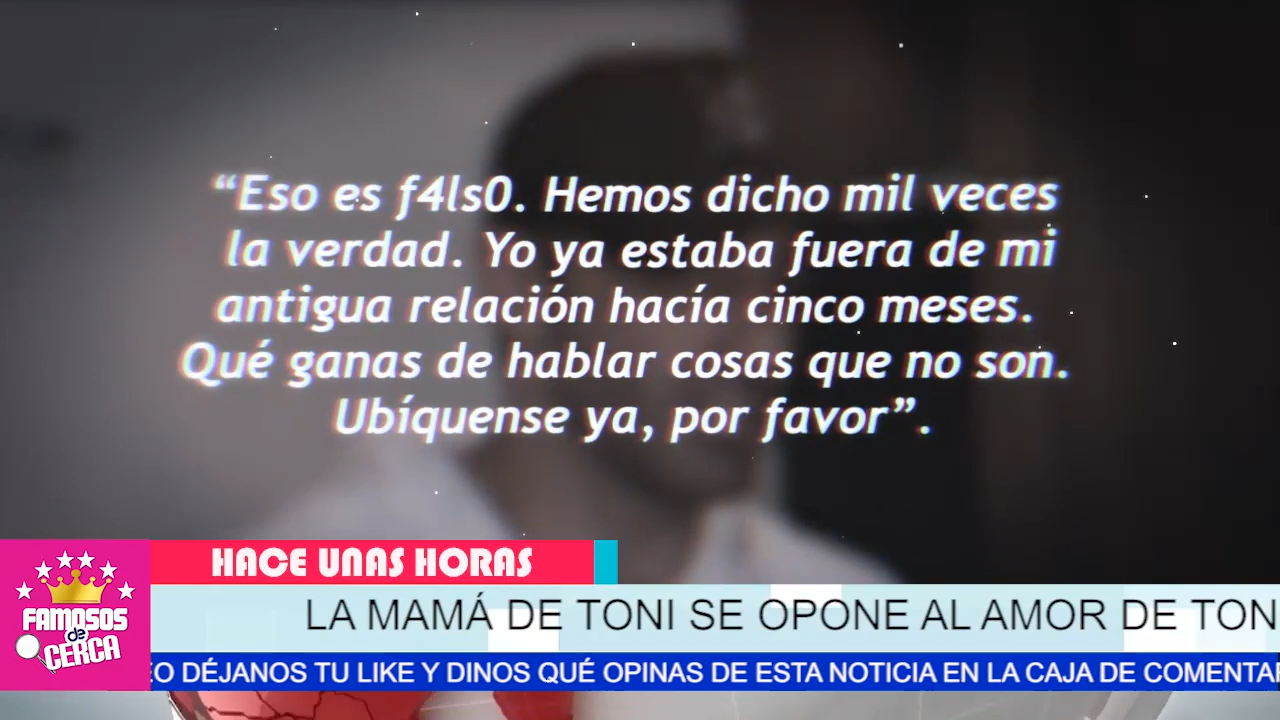 “Eso es f4ls0. Hemos dicho mil veces
la verdad. Yo ya estaba fuera de mi
antigua relación hacía cinco meses.
Qué ganas de hablar cosas que no son.
Ubíquense ya, por favor”.
HACE UNAS HORAS
LA MAMÁ DE TONI SE OPONE AL AMOR DE TON
FAMOSOS
de
CERCA
EO DÉJANOS TU LIKE Y DINOS QUÉ OPINAS DE ESTA NOTICIA EN LA CAJA DE COMENTAR